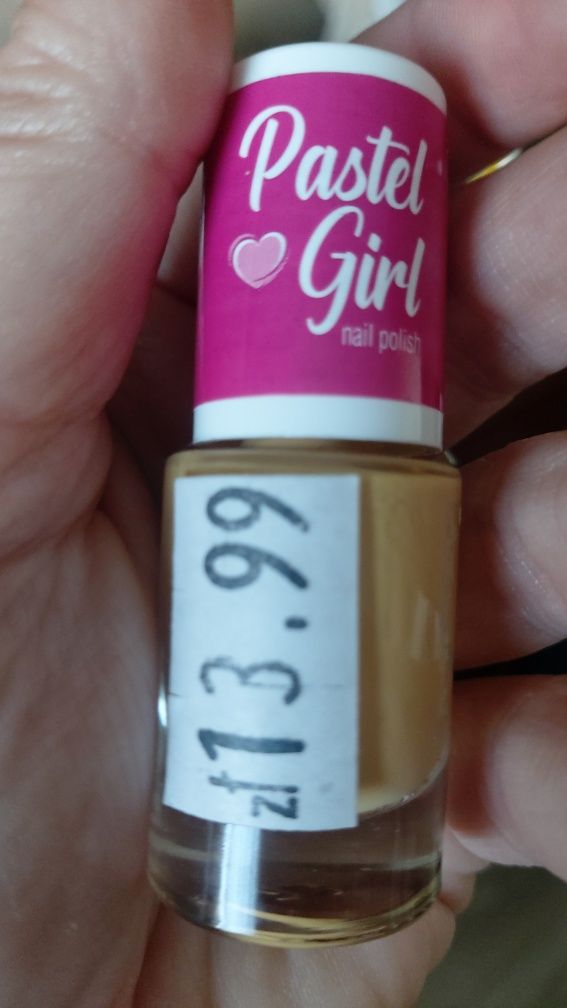 Pastel
Girl
nail polish
zł13.99